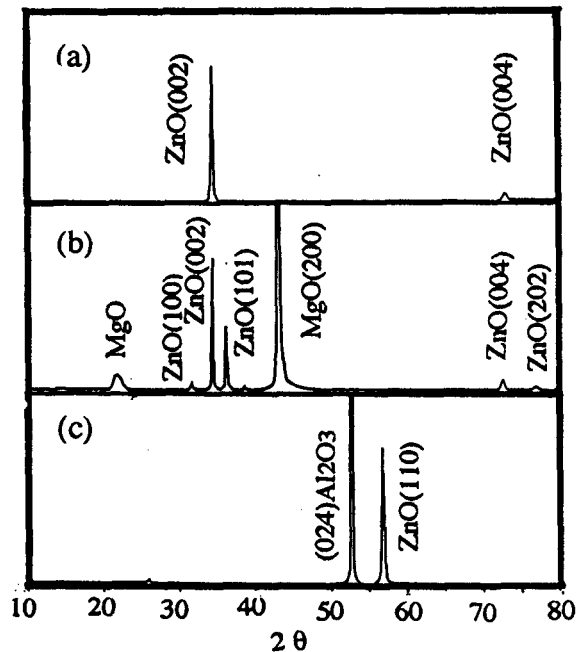 (a)
ZnO(002)
ZnO(004)
(b)
MgO
ZnO(100)
ZnO(002)
ZnO(101)
MgO(200)
ZnO(004)
ZnO(202)
(c)
(024)Al2O3
ZnO(110)
10 20 30 40 50 60 70 80
2 θ